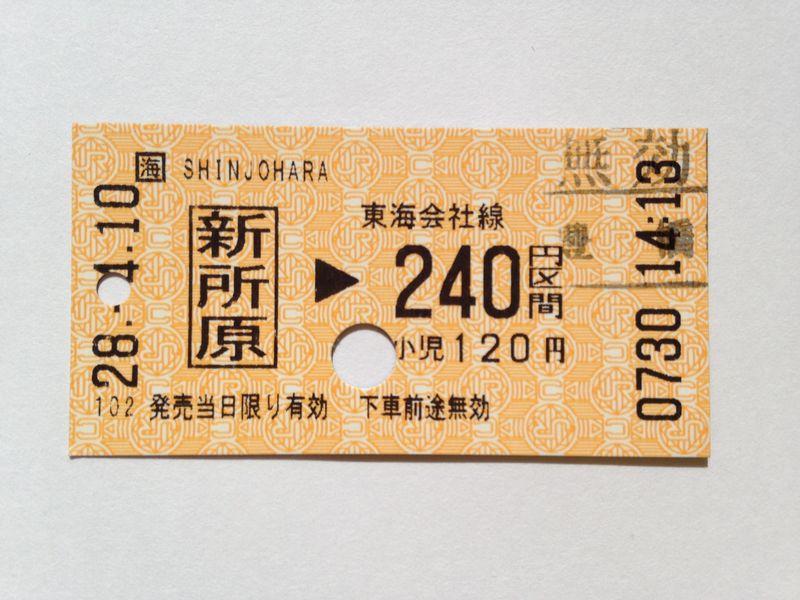 海 SHINJOHARA
28.-4.10
新所原
東海会社線
▶ 240円区間
小児120円
102 発売当日限り有効 下車前途無効
0730 14:13
無効
豊橋